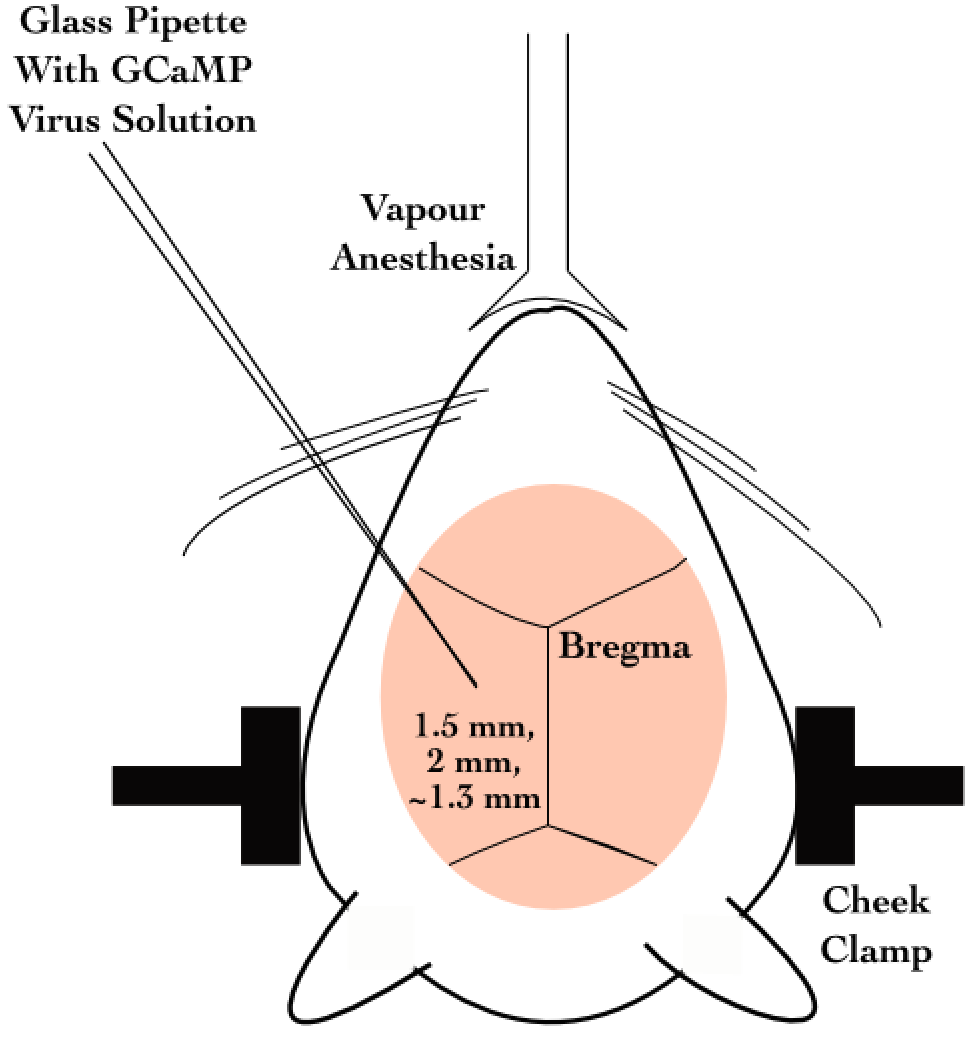 Glass Pipette
With GCaMP
Virus Solution
Vapour
Anesthesia
Bregma
1.5 mm,
2 mm,
~1.3 mm
Cheek
Clamp